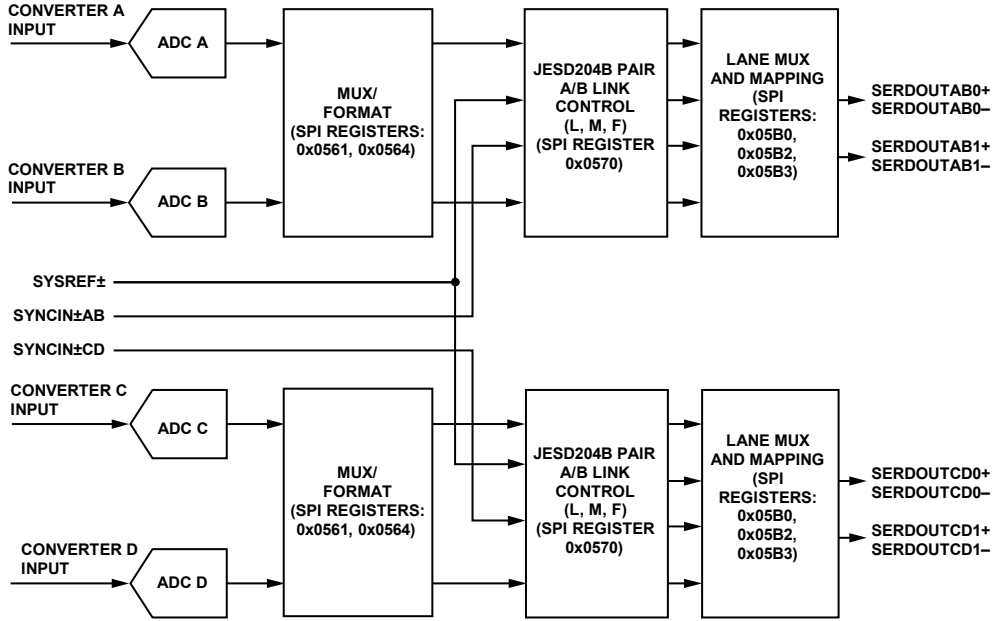 CONVERTER A
INPUT
ADC A
MUX/
FORMAT
(SPI REGISTERS:
0x0561, 0x0564)
JESD204B PAIR
A/B LINK
CONTROL
(L, M, F)
(SPI REGISTER
0x0570)
LANE MUX
AND MAPPING
(SPI
REGISTERS:
0x05B0,
0x05B2,
0x05B3)
SERDOUTAB0+
SERDOUTAB0–
SERDOUTAB1+
SERDOUTAB1–
CONVERTER B
INPUT
ADC B
SYSREF±
SYNCIN±AB
SYNCIN±CD
CONVERTER C
INPUT
ADC C
MUX/
FORMAT
(SPI REGISTERS:
0x0561, 0x0564)
JESD204B PAIR
A/B LINK
CONTROL
(L, M, F)
(SPI REGISTER
0x0570)
LANE MUX
AND MAPPING
(SPI
REGISTERS:
0x05B0,
0x05B2,
0x05B3)
SERDOUTCD0+
SERDOUTCD0–
SERDOUTCD1+
SERDOUTCD1–
CONVERTER D
INPUT
ADC D